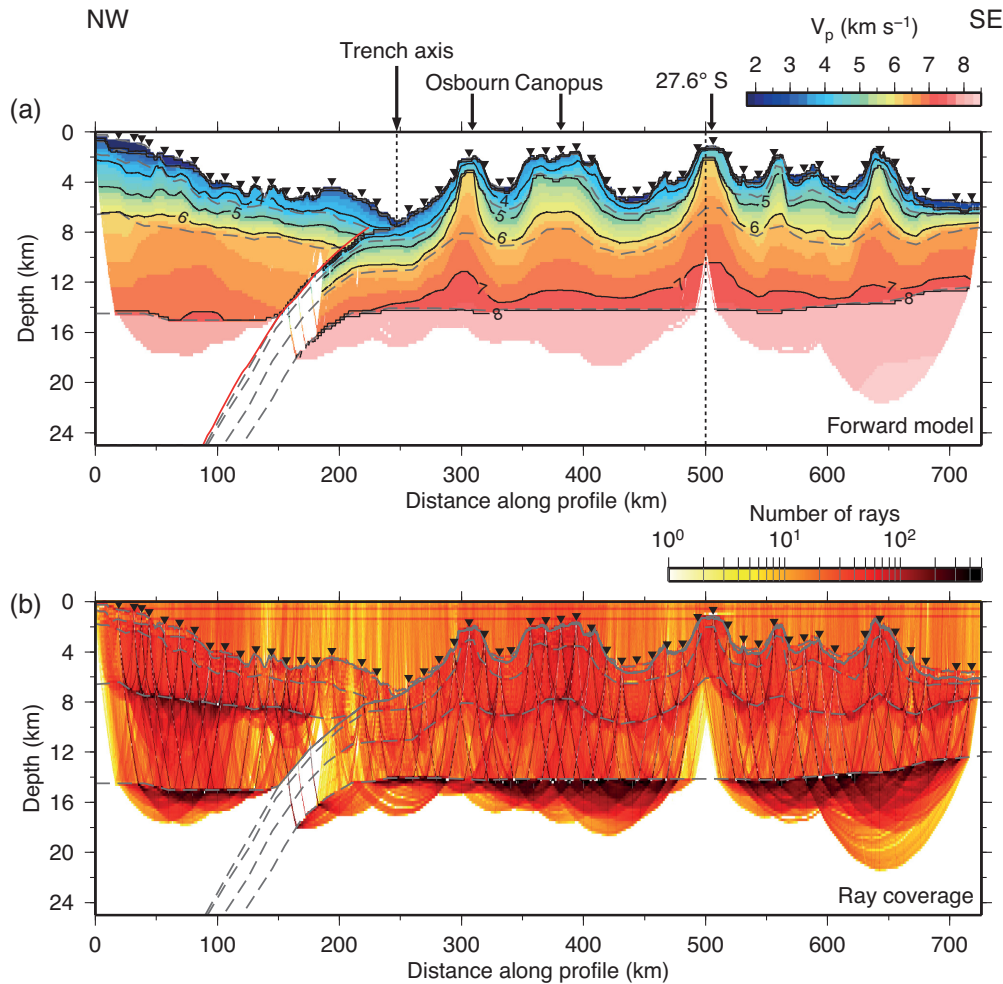 NW
SE
Vp (km s⁻¹)
2 3 4 5 6 7 8
Trench axis
Osbourn Canopus
27.6° S
(a)
0
4
8
12
16
20
24
Depth (km)
4
5
6
4
5
6
7
8
7
5
6
7
8
Forward model
0 100 200 300 400 500 600 700
Distance along profile (km)
Number of rays
10⁰ 10¹ 10²
(b)
0
4
8
12
16
20
24
Depth (km)
Ray coverage
0 100 200 300 400 500 600 700
Distance along profile (km)